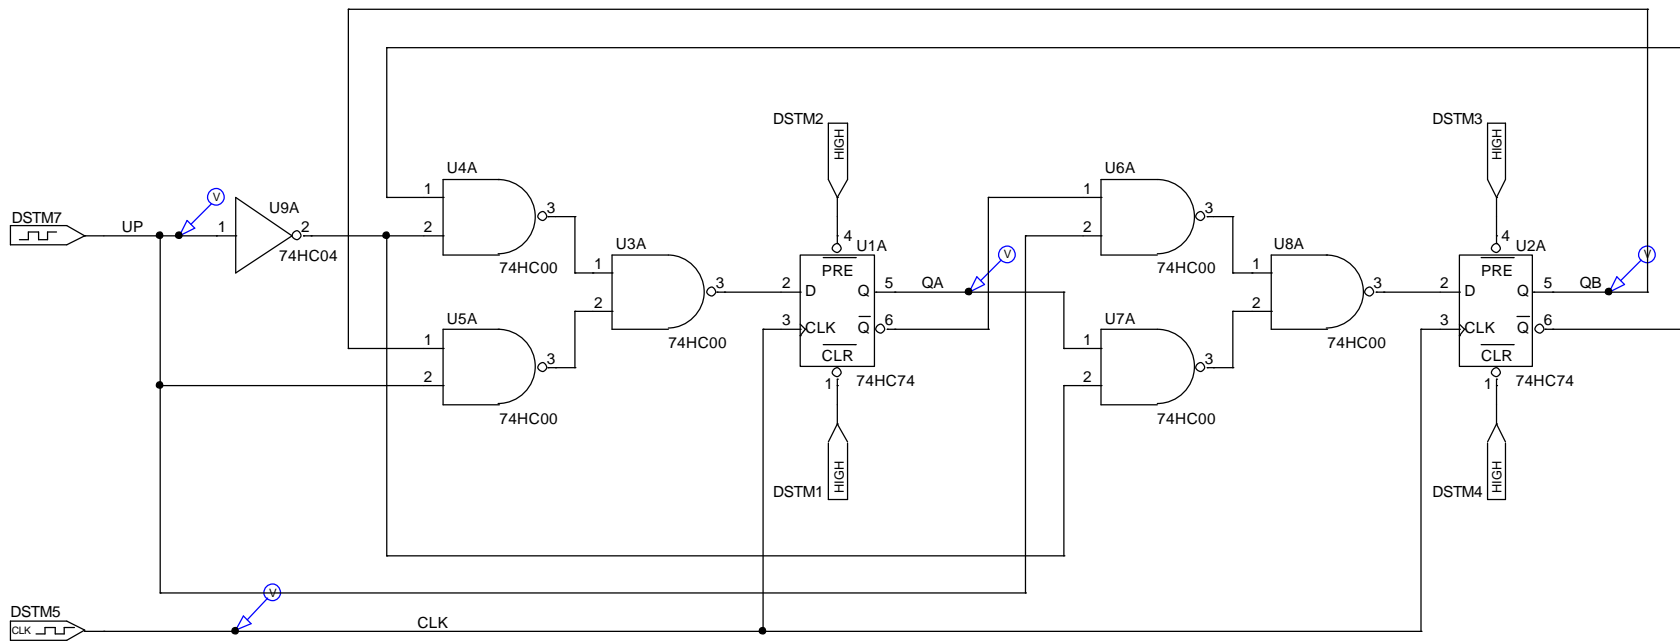 DSTM2
HIGH
DSTM3
HIGH
U4A
1
2
3
74HC00
U6A
1
2
3
74HC00
DSTM7
UP
V
1
U9A
2
74HC04
U3A
1
2
3
74HC00
4
U1A
PRE
2
D
Q
5
QA
V
3
CLK
Q
6
CLR
1
74HC74
U8A
1
2
3
74HC00
4
U2A
PRE
2
D
Q
5
QB
V
3
CLK
Q
6
CLR
1
74HC74
U5A
1
2
3
74HC00
U7A
1
2
3
74HC00
DSTM1
HIGH
DSTM4
HIGH
V
DSTM5
CLK
CLK